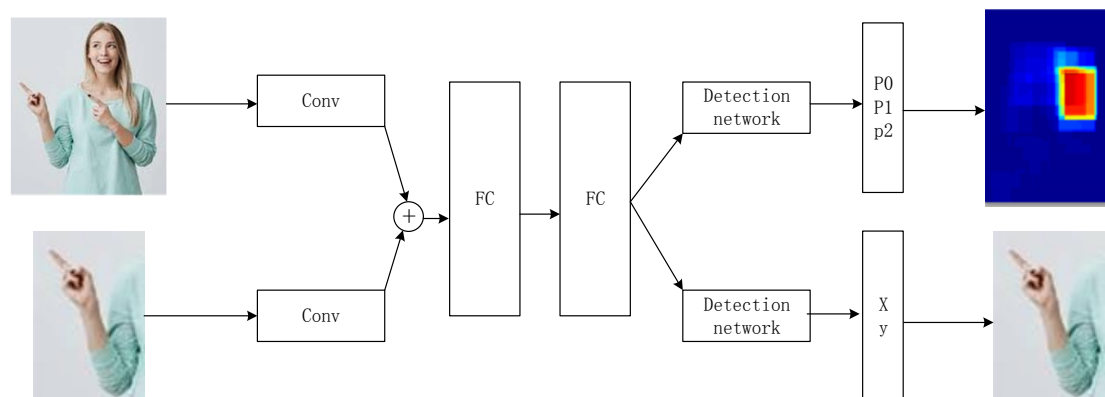 Conv
Conv
+
FC
FC
Detection
network
P0
P1
p2
Detection
network
X
y